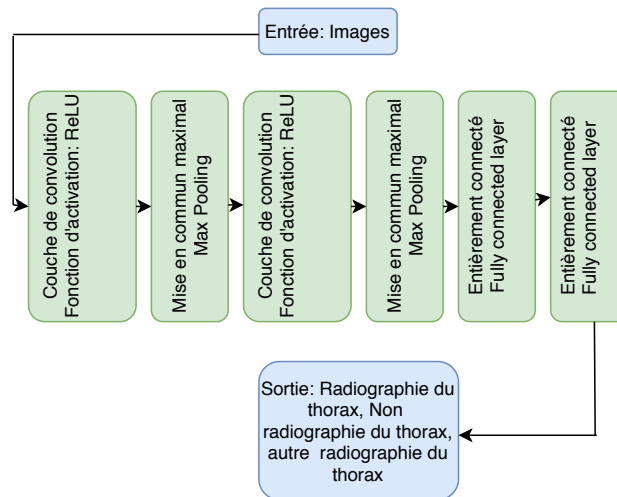 Entrée: Images
Couche de convolution
Fonction d'activation: ReLU
Mise en commun maximal
Max Pooling
Couche de convolution
Fonction d'activation: ReLU
Mise en commun maximal
Max Pooling
Entièrement connecté
Fully connected layer
Entièrement connecté
Fully connected layer
Sortie: Radiographie du
thorax, Non
radiographie du thorax,
autre radiographie du
thorax